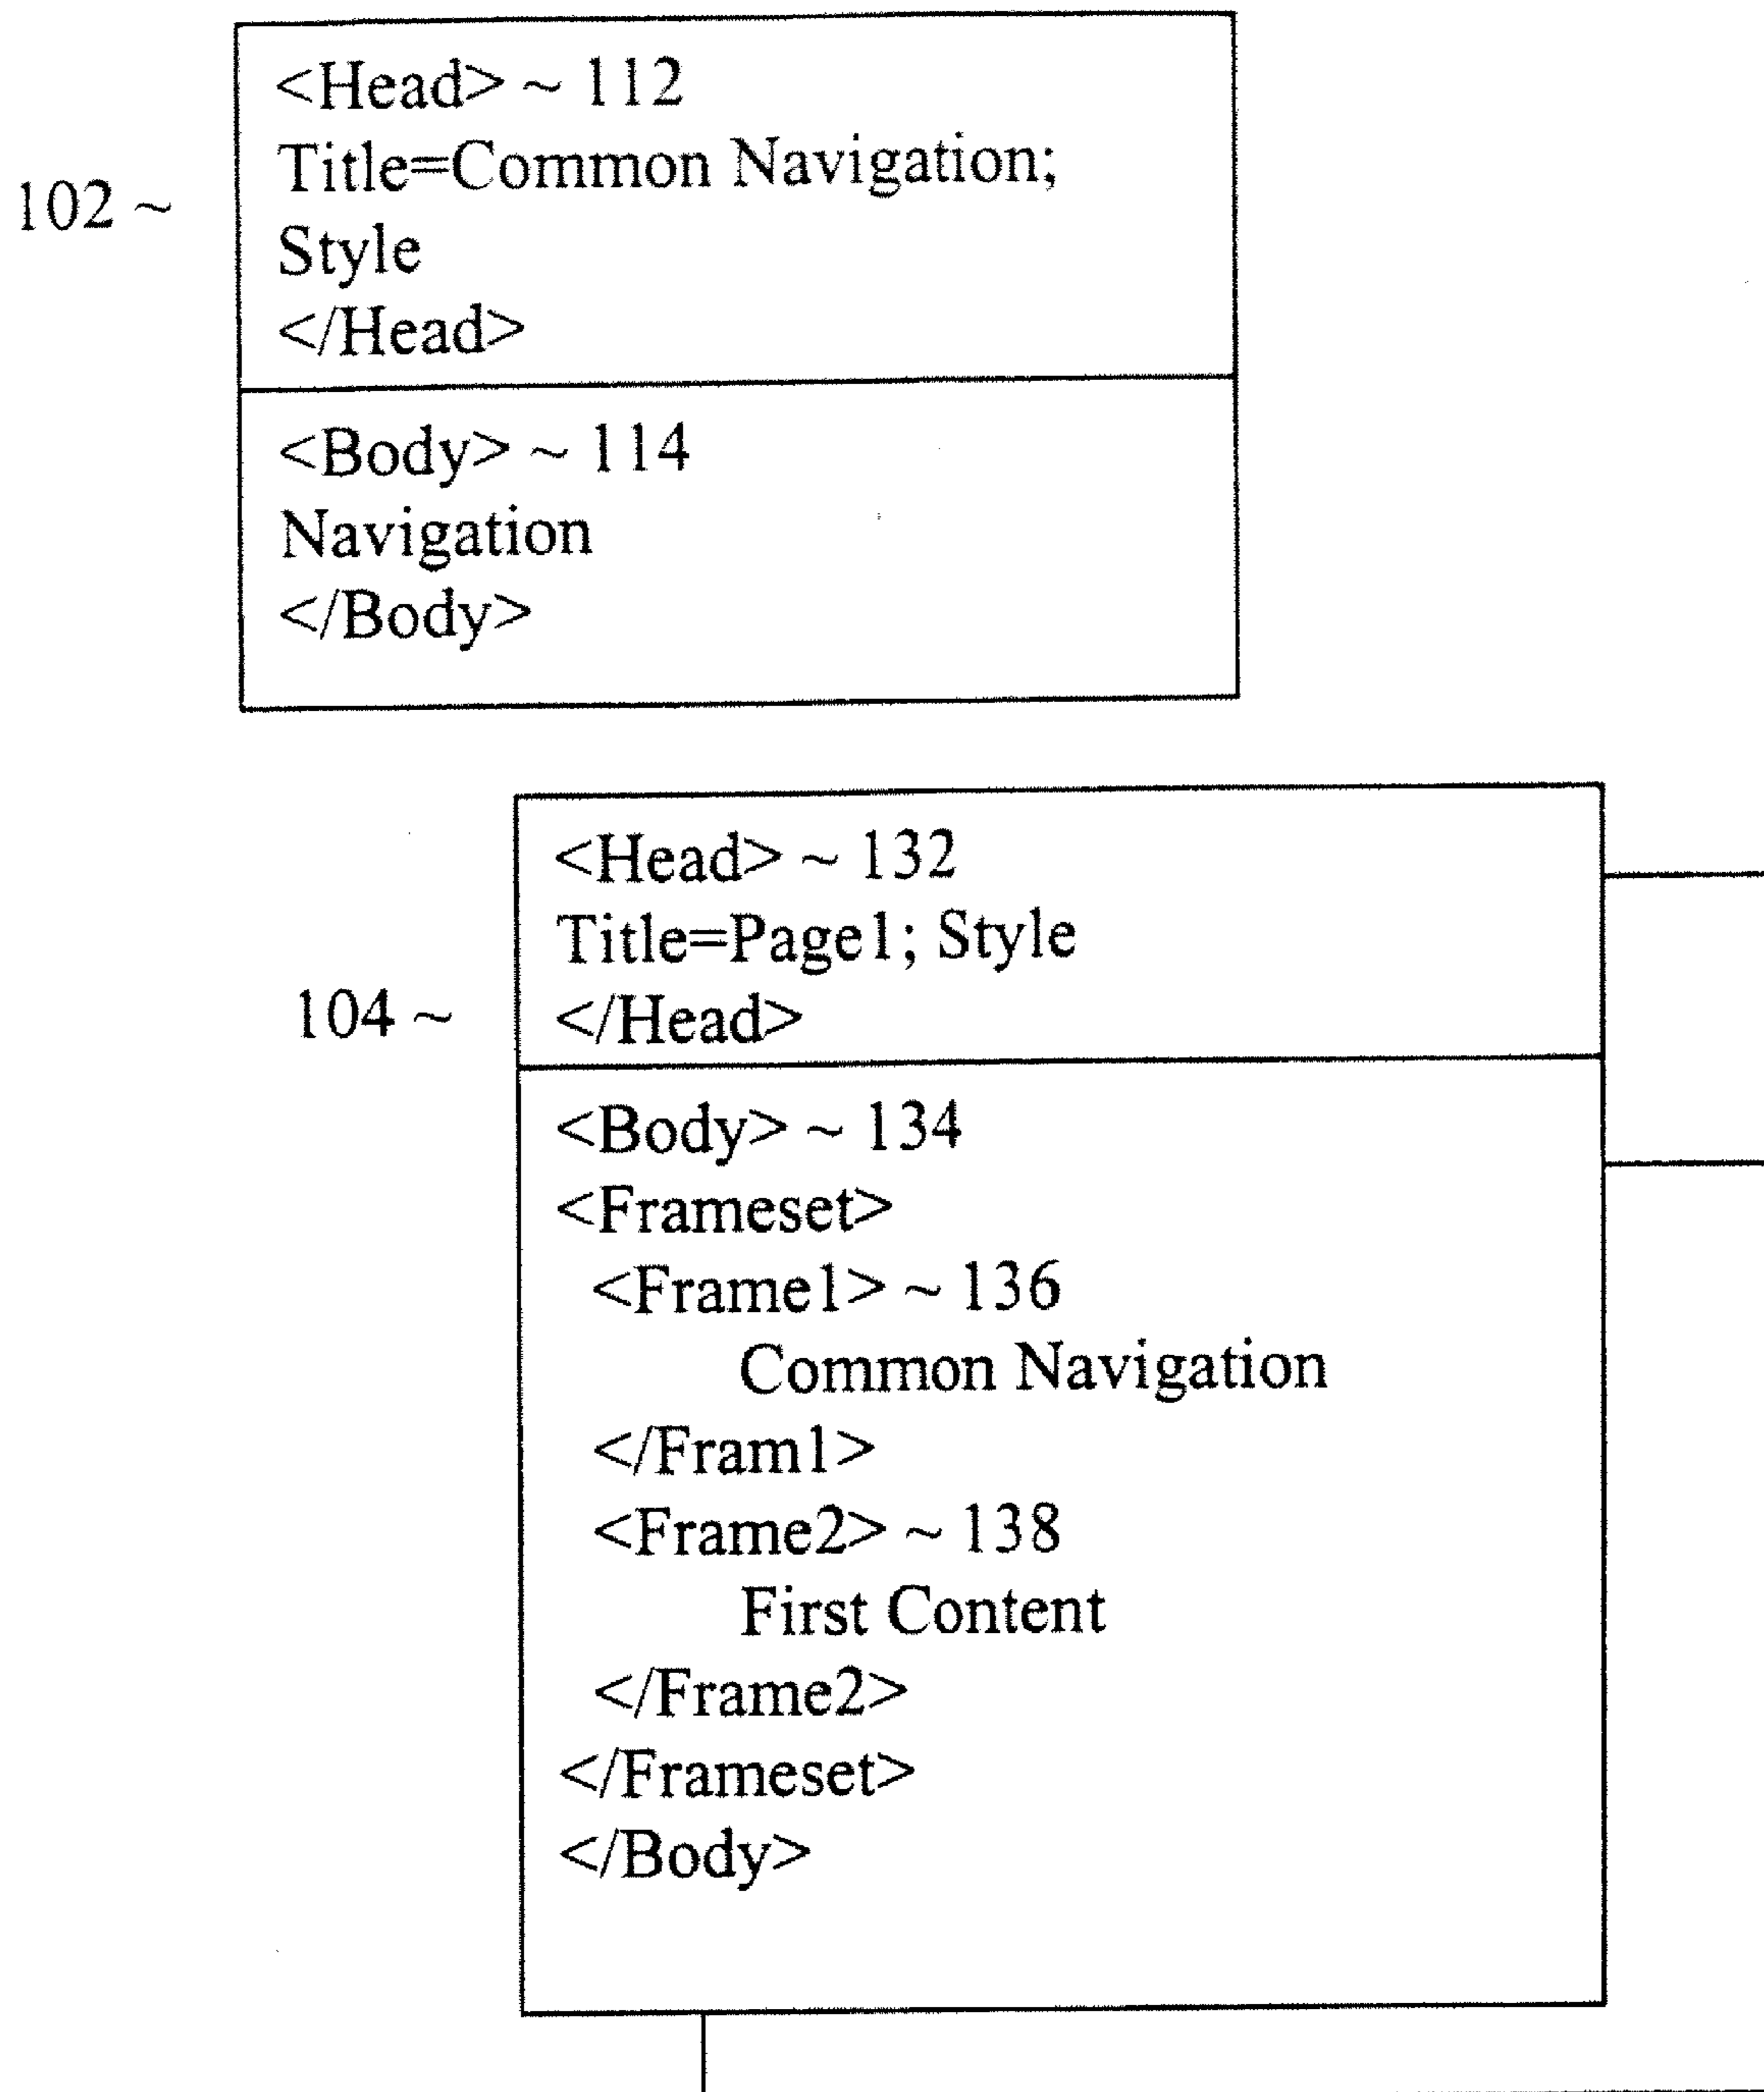 <Head> ~ 112
Title=Common Navigation;
102 ~
Style
</Head>
<Body> ~ 114
Navigation
</Body>
<Head> ~ 132
Title=Page1; Style
104 ~
</Head>
<Body> ~ 134
<Frameset>
<Frame1> ~ 136
Common Navigation
</Fram1>
<Frame2> ~ 138
First Content
</Frame2>
</Frameset>
</Body>